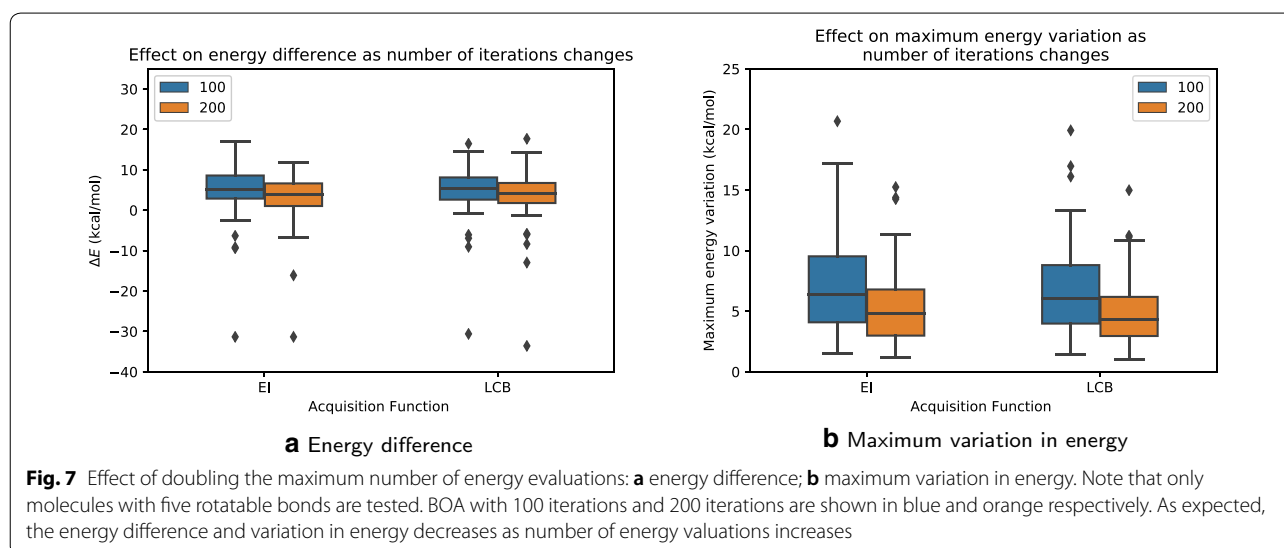 Effect on energy difference as number of iterations changes
100
200
30
20
10
0
−10
−20
−30
−40
ΔE (kcal/mol)
EI
LCB
Acquisition Function
a Energy difference
Effect on maximum energy variation as
number of iterations changes
100
200
25
20
15
10
5
0
Maximum energy variation (kcal/mol)
EI
LCB
Acquisition Function
b Maximum variation in energy
Fig. 7 Effect of doubling the maximum number of energy evaluations: a energy difference; b maximum variation in energy. Note that only
molecules with five rotatable bonds are tested. BOA with 100 iterations and 200 iterations are shown in blue and orange respectively. As expected,
the energy difference and variation in energy decreases as number of energy valuations increases